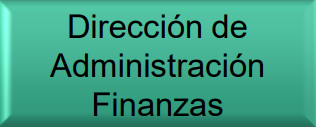 Dirección de
Administración
Finanzas